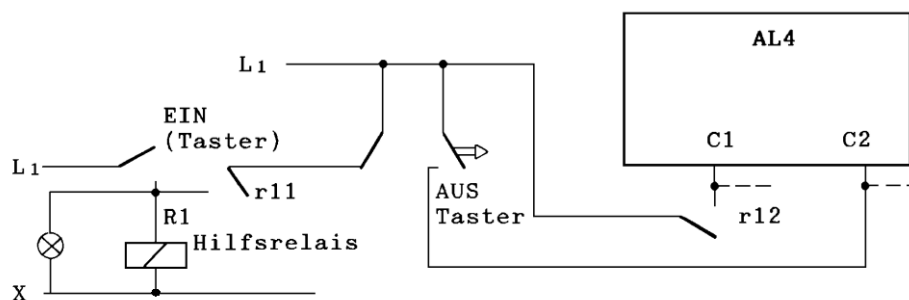 AL4
L1
EIN
(Taster)
C1 C2
L1
r11
AUS
Taster
R1
r12
Hilfsrelais
X